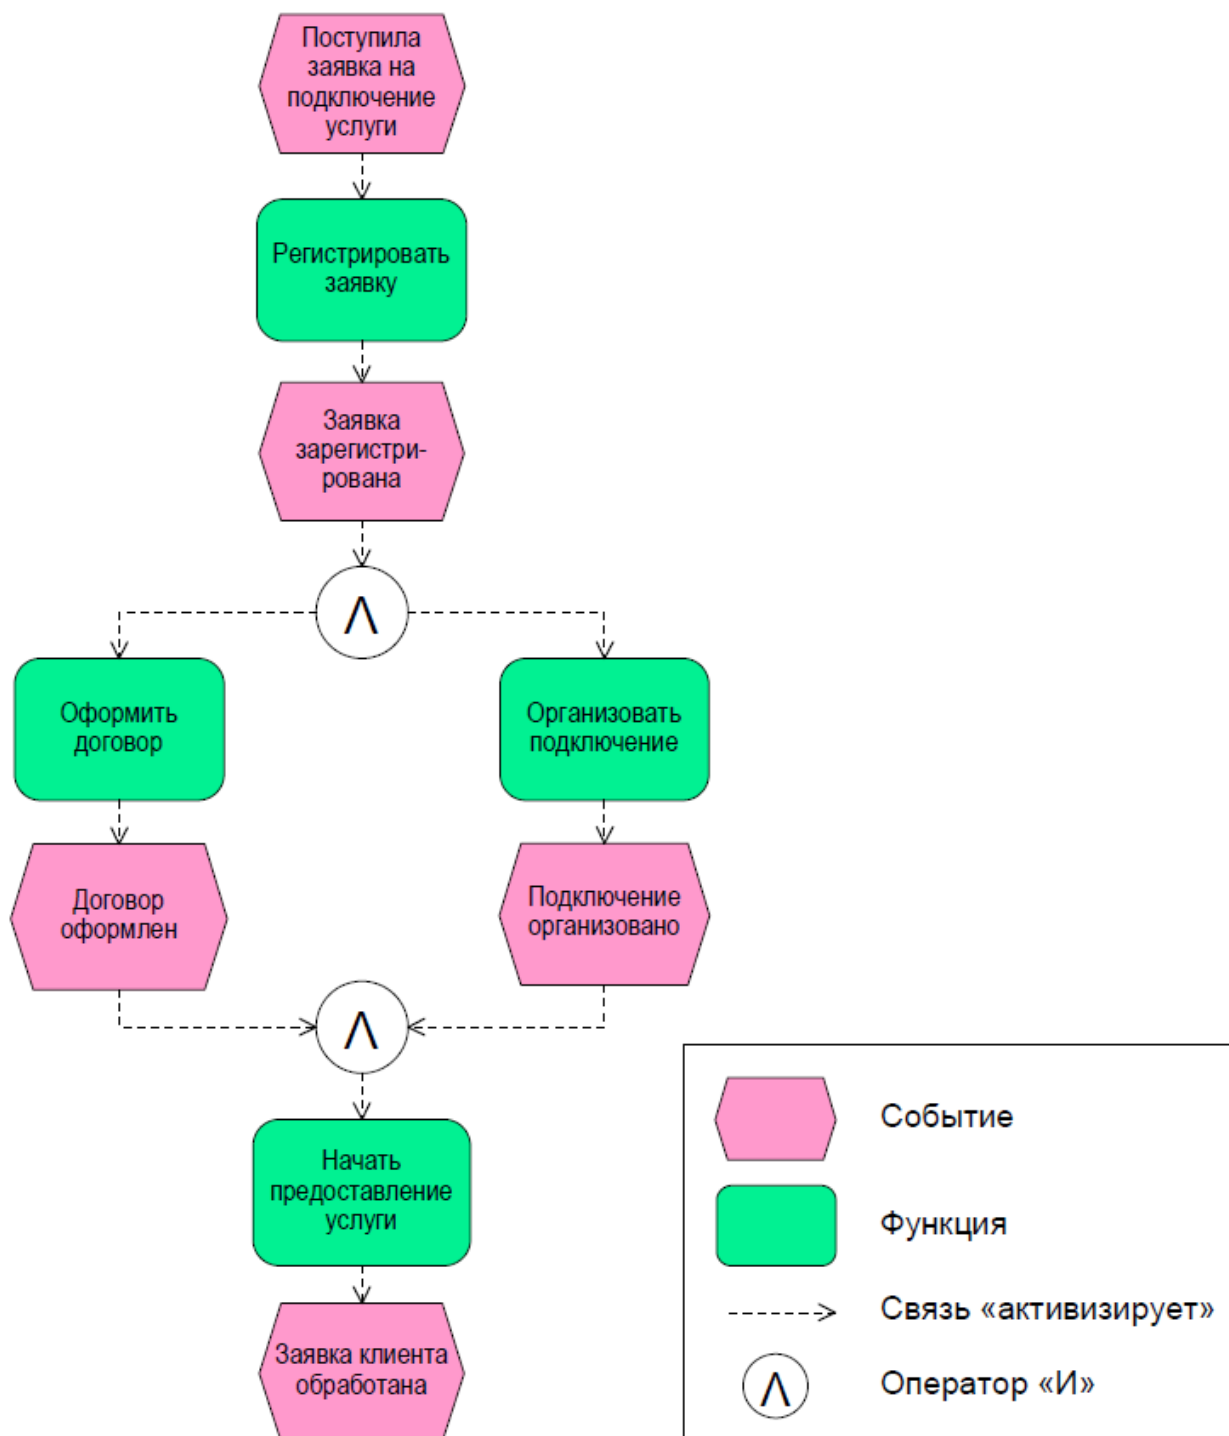 Поступила
заявка на
подключение
услуги
Регистрировать
заявку
Заявка
зарегистри-
рована
Λ
Оформить
договор
Организовать
подключение
Договор
оформлен
Подключение
организовано
Λ
Начать
предоставление
услуги
Заявка клиента
обработана
Событие
Функция
Связь «активизирует»
Λ
Оператор «И»